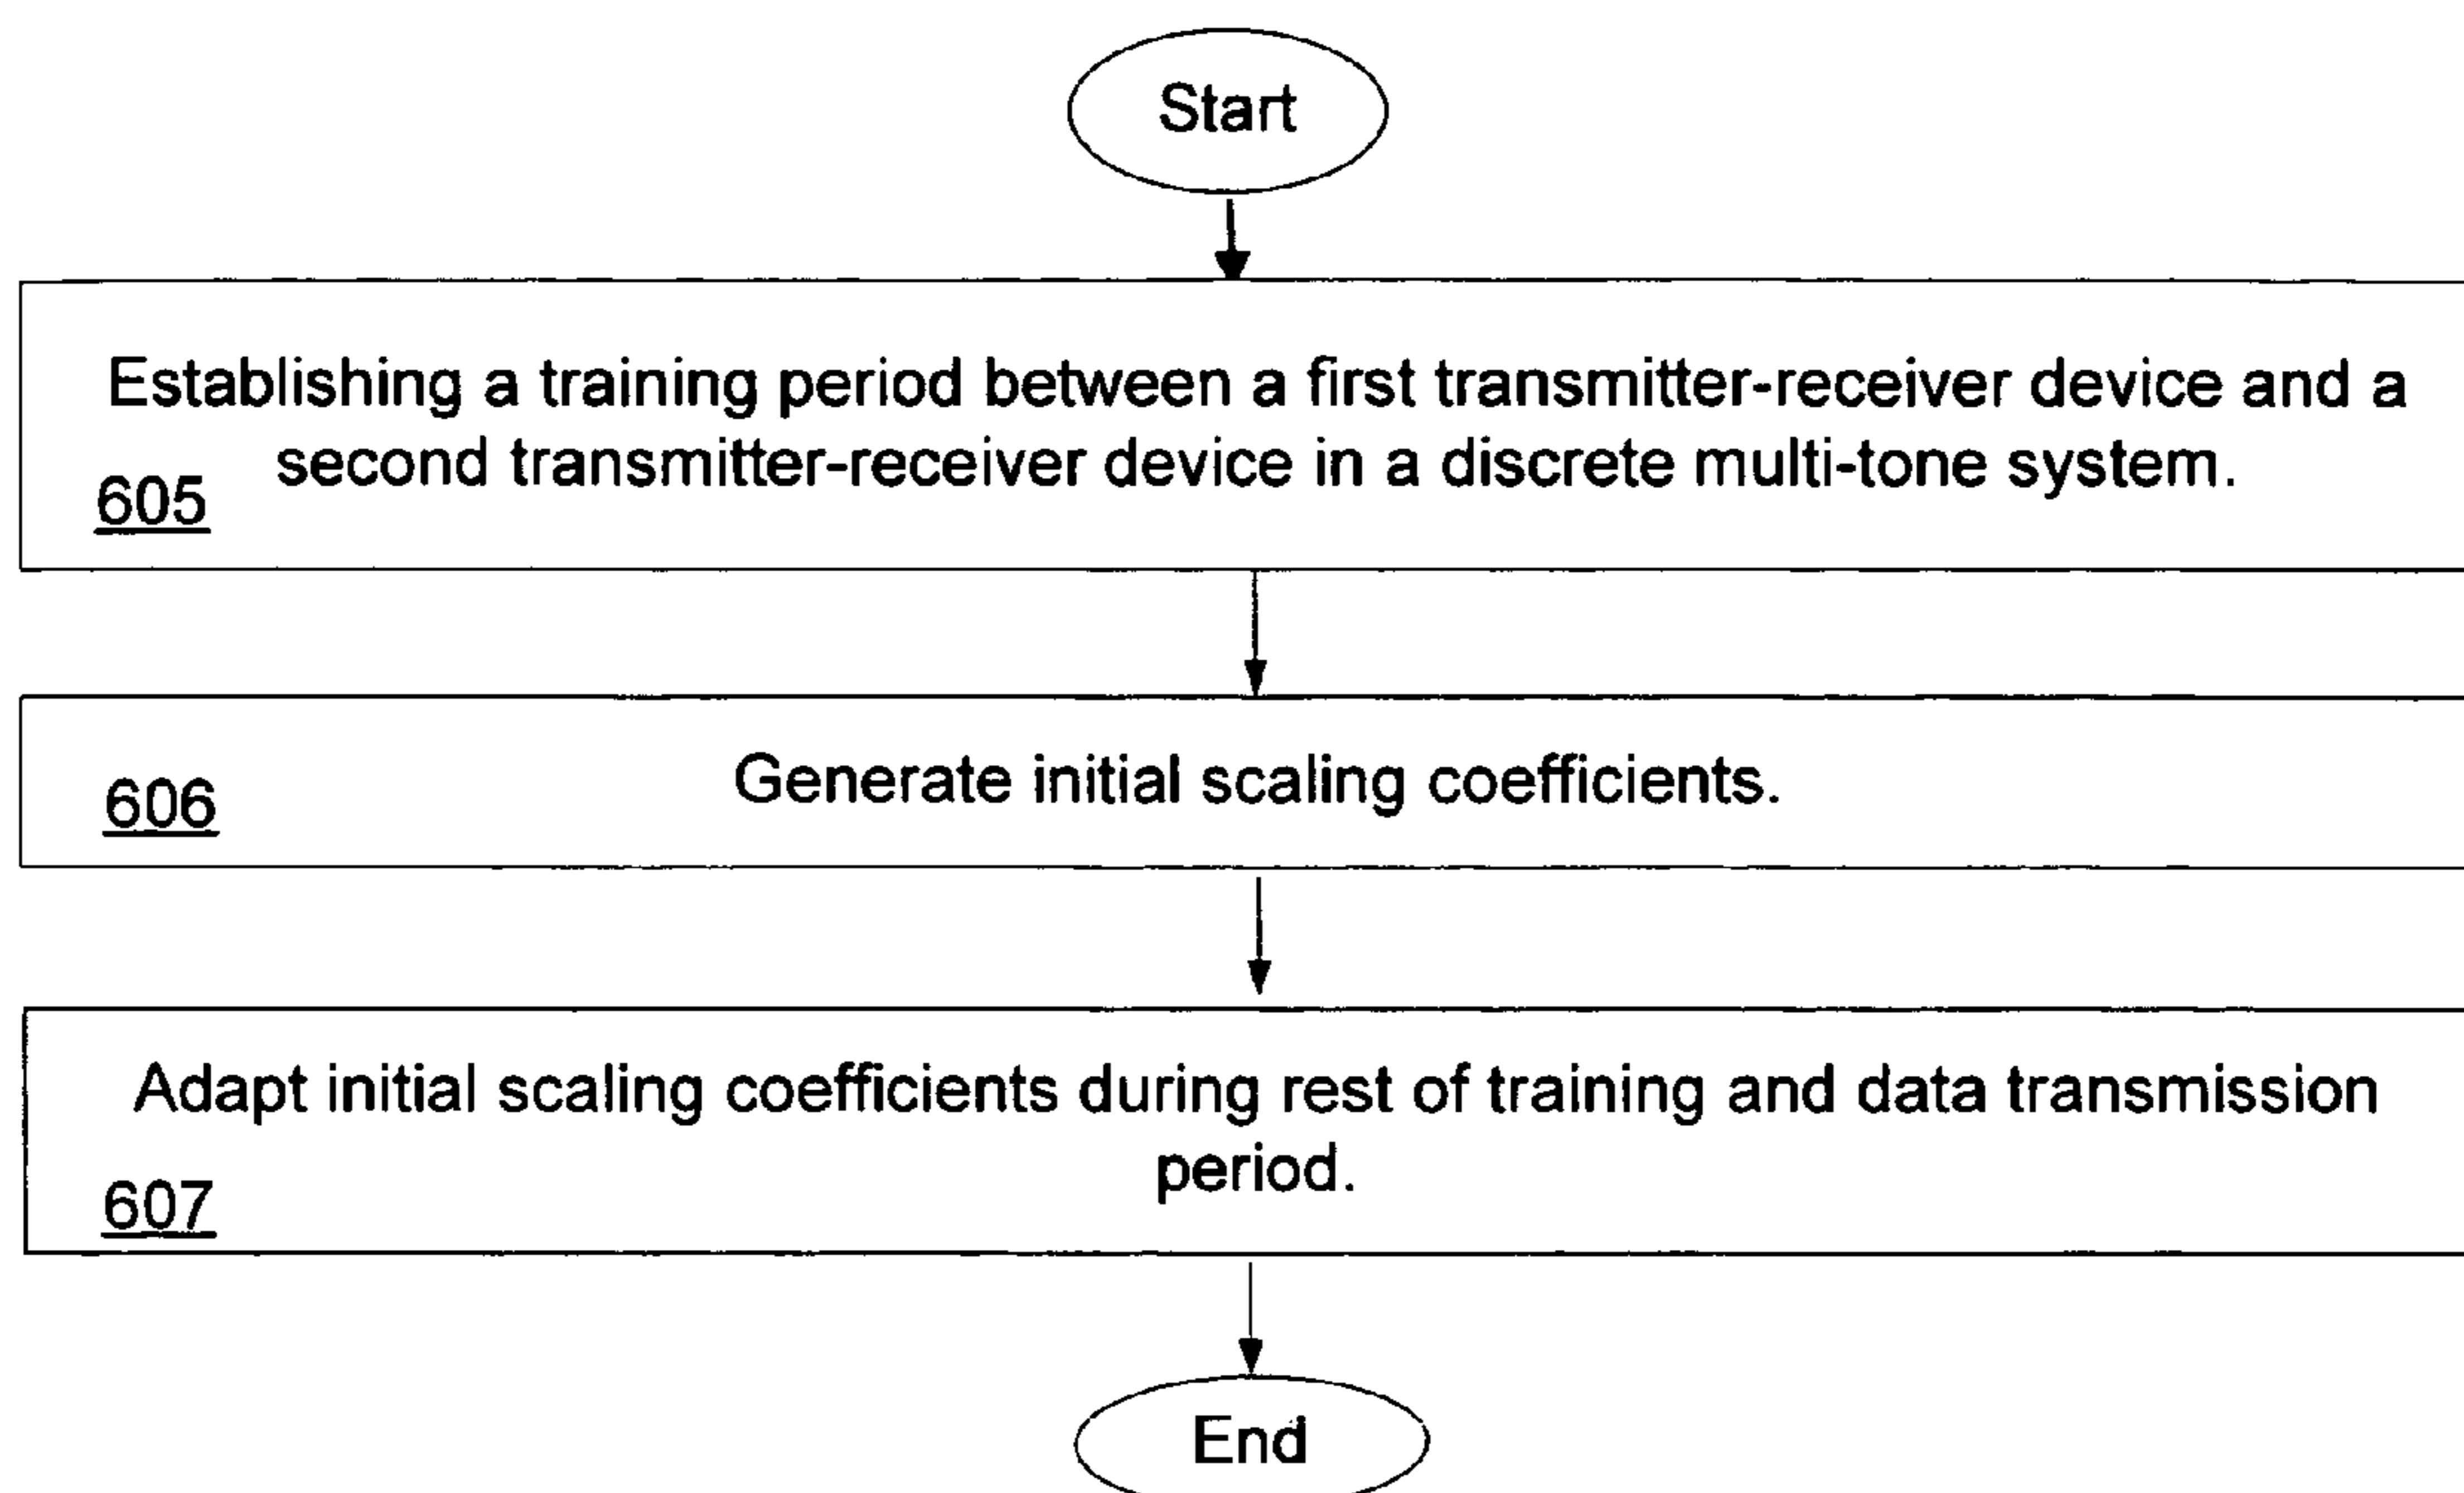 Start
Establishing a training period between a first transmitter-receiver device and a
second transmitter-receiver device in a discrete multi-tone system.
605
Generate initial scaling coefficients.
606
Adapt initial scaling coefficients during rest of training and data transmission
period.
607
End